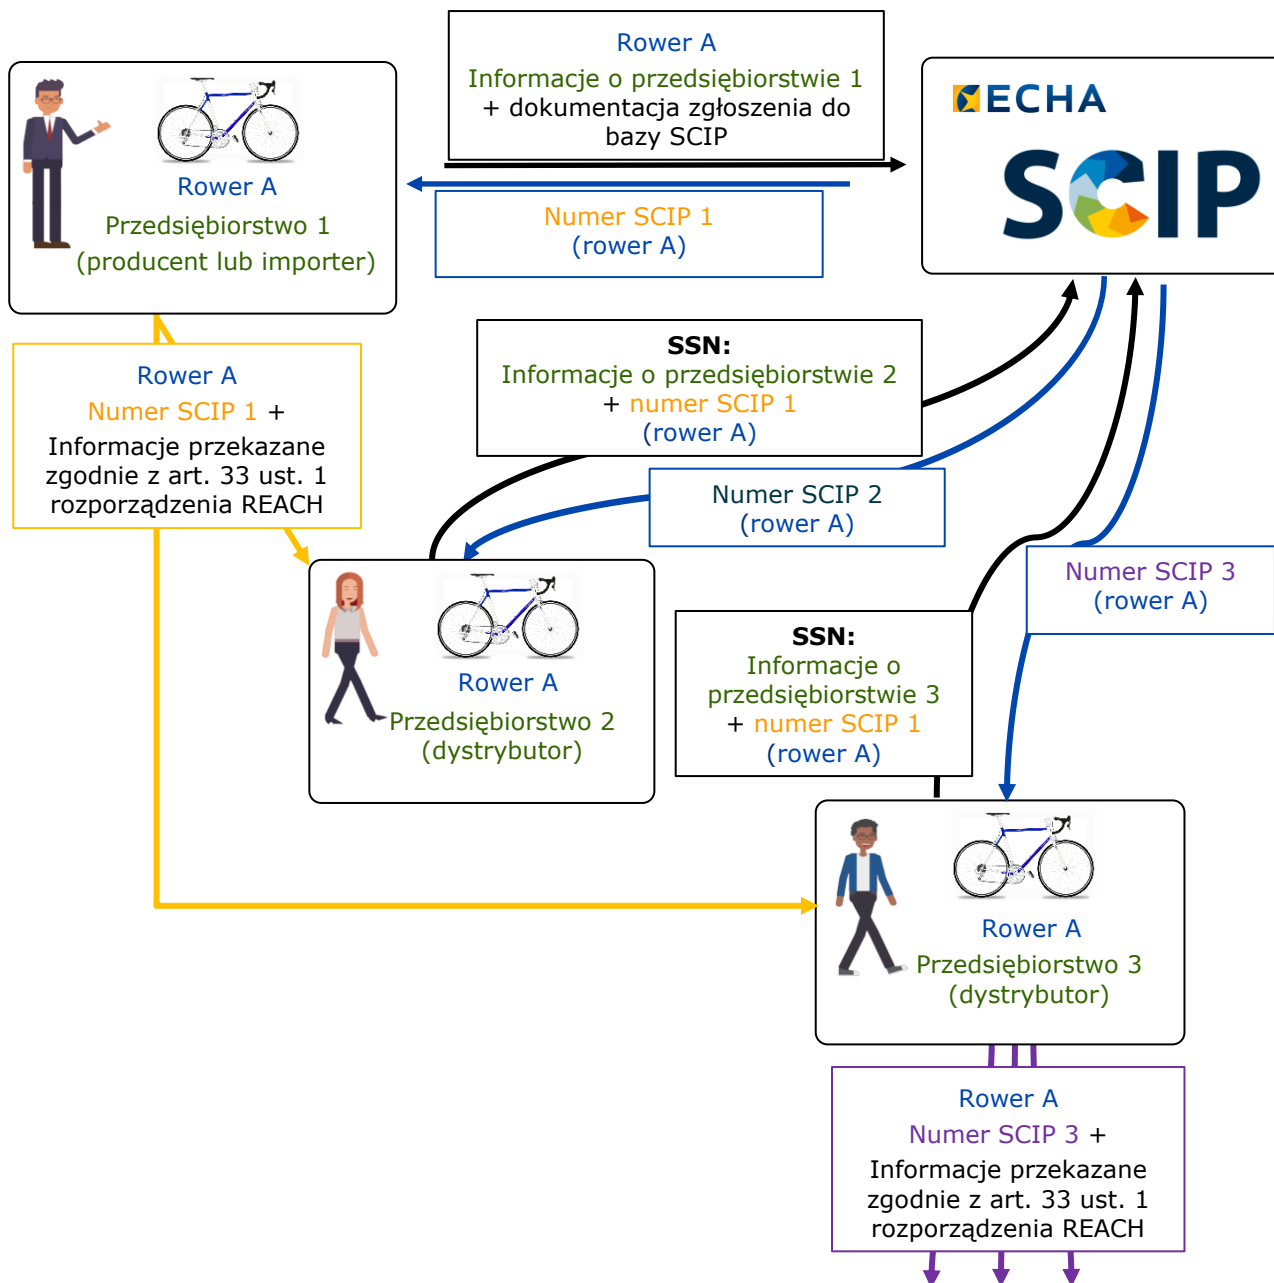 Rower A
Informacje o przedsiębiorstwie 1
+ dokumentacja zgłoszenia do
bazy SCIP
ECHA
SCIP
Rower A
Przedsiębiorstwo 1
(producent lub importer)
Numer SCIP 1
(rower A)
SSN:
Informacje o przedsiębiorstwie 2
+ numer SCIP 1
(rower A)
Rower A
Numer SCIP 1 +
Informacje przekazane
zgodnie z art. 33 ust. 1
rozporządzenia REACH
Numer SCIP 2
(rower A)
Numer SCIP 3
(rower A)
Rower A
Przedsiębiorstwo 2
(dystrybutor)
SSN:
Informacje o
przedsiębiorstwie 3
+ numer SCIP 1
(rower A)
Rower A
Przedsiębiorstwo 3
(dystrybutor)
Rower A
Numer SCIP 3 +
Informacje przekazane
zgodnie z art. 33 ust. 1
rozporządzenia REACH